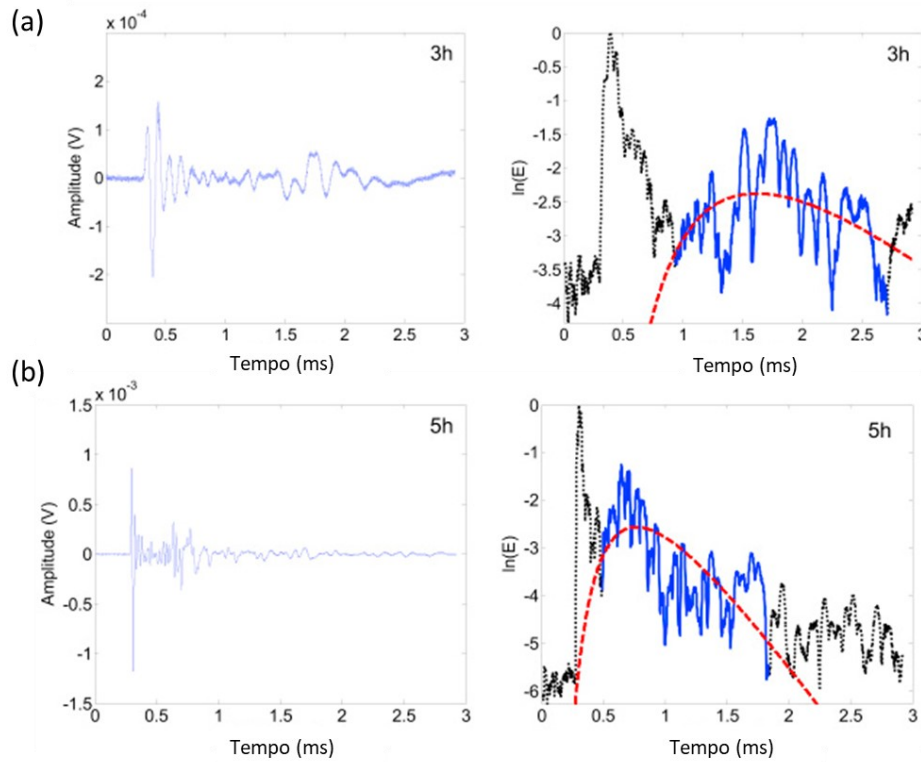 (a)
x 10⁻⁴
3h
2
1
0
-1
-2
Amplitude (V)
0 0.5 1 1.5 2 2.5 3
Tempo (ms)
3h
0
-0.5
-1
-1.5
-2
-2.5
-3
-3.5
-4
ln(E)
0 0.5 1 1.5 2 2.5 3
Tempo (ms)
(b)
x 10⁻³
5h
1.5
1
0.5
0
-0.5
-1
-1.5
Amplitude (V)
0 0.5 1 1.5 2 2.5 3
Tempo (ms)
5h
0
-1
-2
-3
-4
-5
-6
ln(E)
0 0.5 1 1.5 2 2.5 3
Tempo (ms)